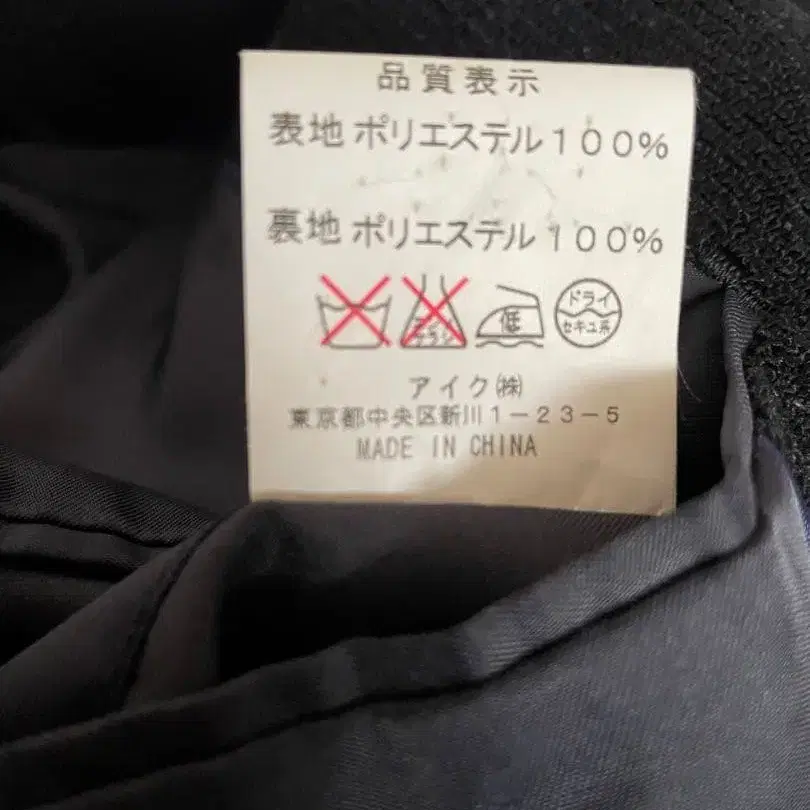 品質表示
表地 ポリエステル１００％
裏地 ポリエステル１００％
低
ドライ
セキユ系
アイク㈱
東京都中央区新川１－２３－５
MADE IN CHINA